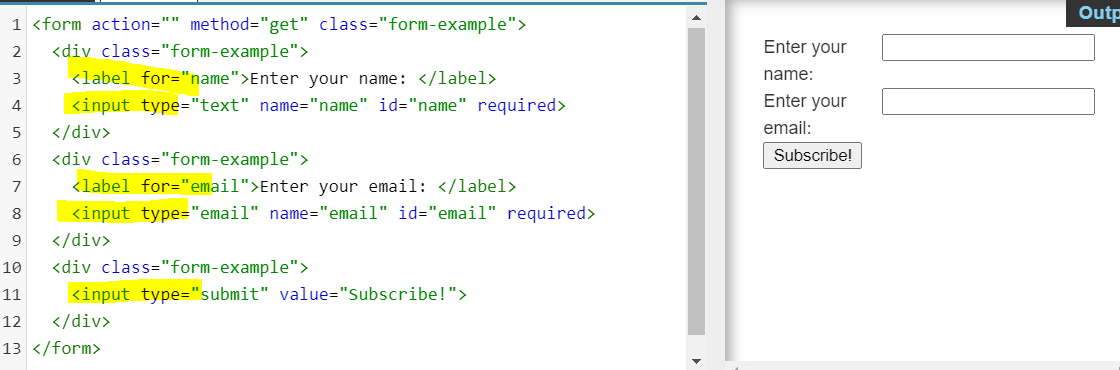 1 <form action="" method="get" class="form-example">
2 <div class="form-example">
3 <label for="name">Enter your name: </label>
4 <input type="text" name="name" id="name" required>
5 </div>
6 <div class="form-example">
7 <label for="email">Enter your email: </label>
8 <input type="email" name="email" id="email" required>
9 </div>
10 <div class="form-example">
11 <input type="submit" value="Subscribe!">
12 </div>
13 </form>
Outp
Enter your
name:
Enter your
email:
Subscribe!